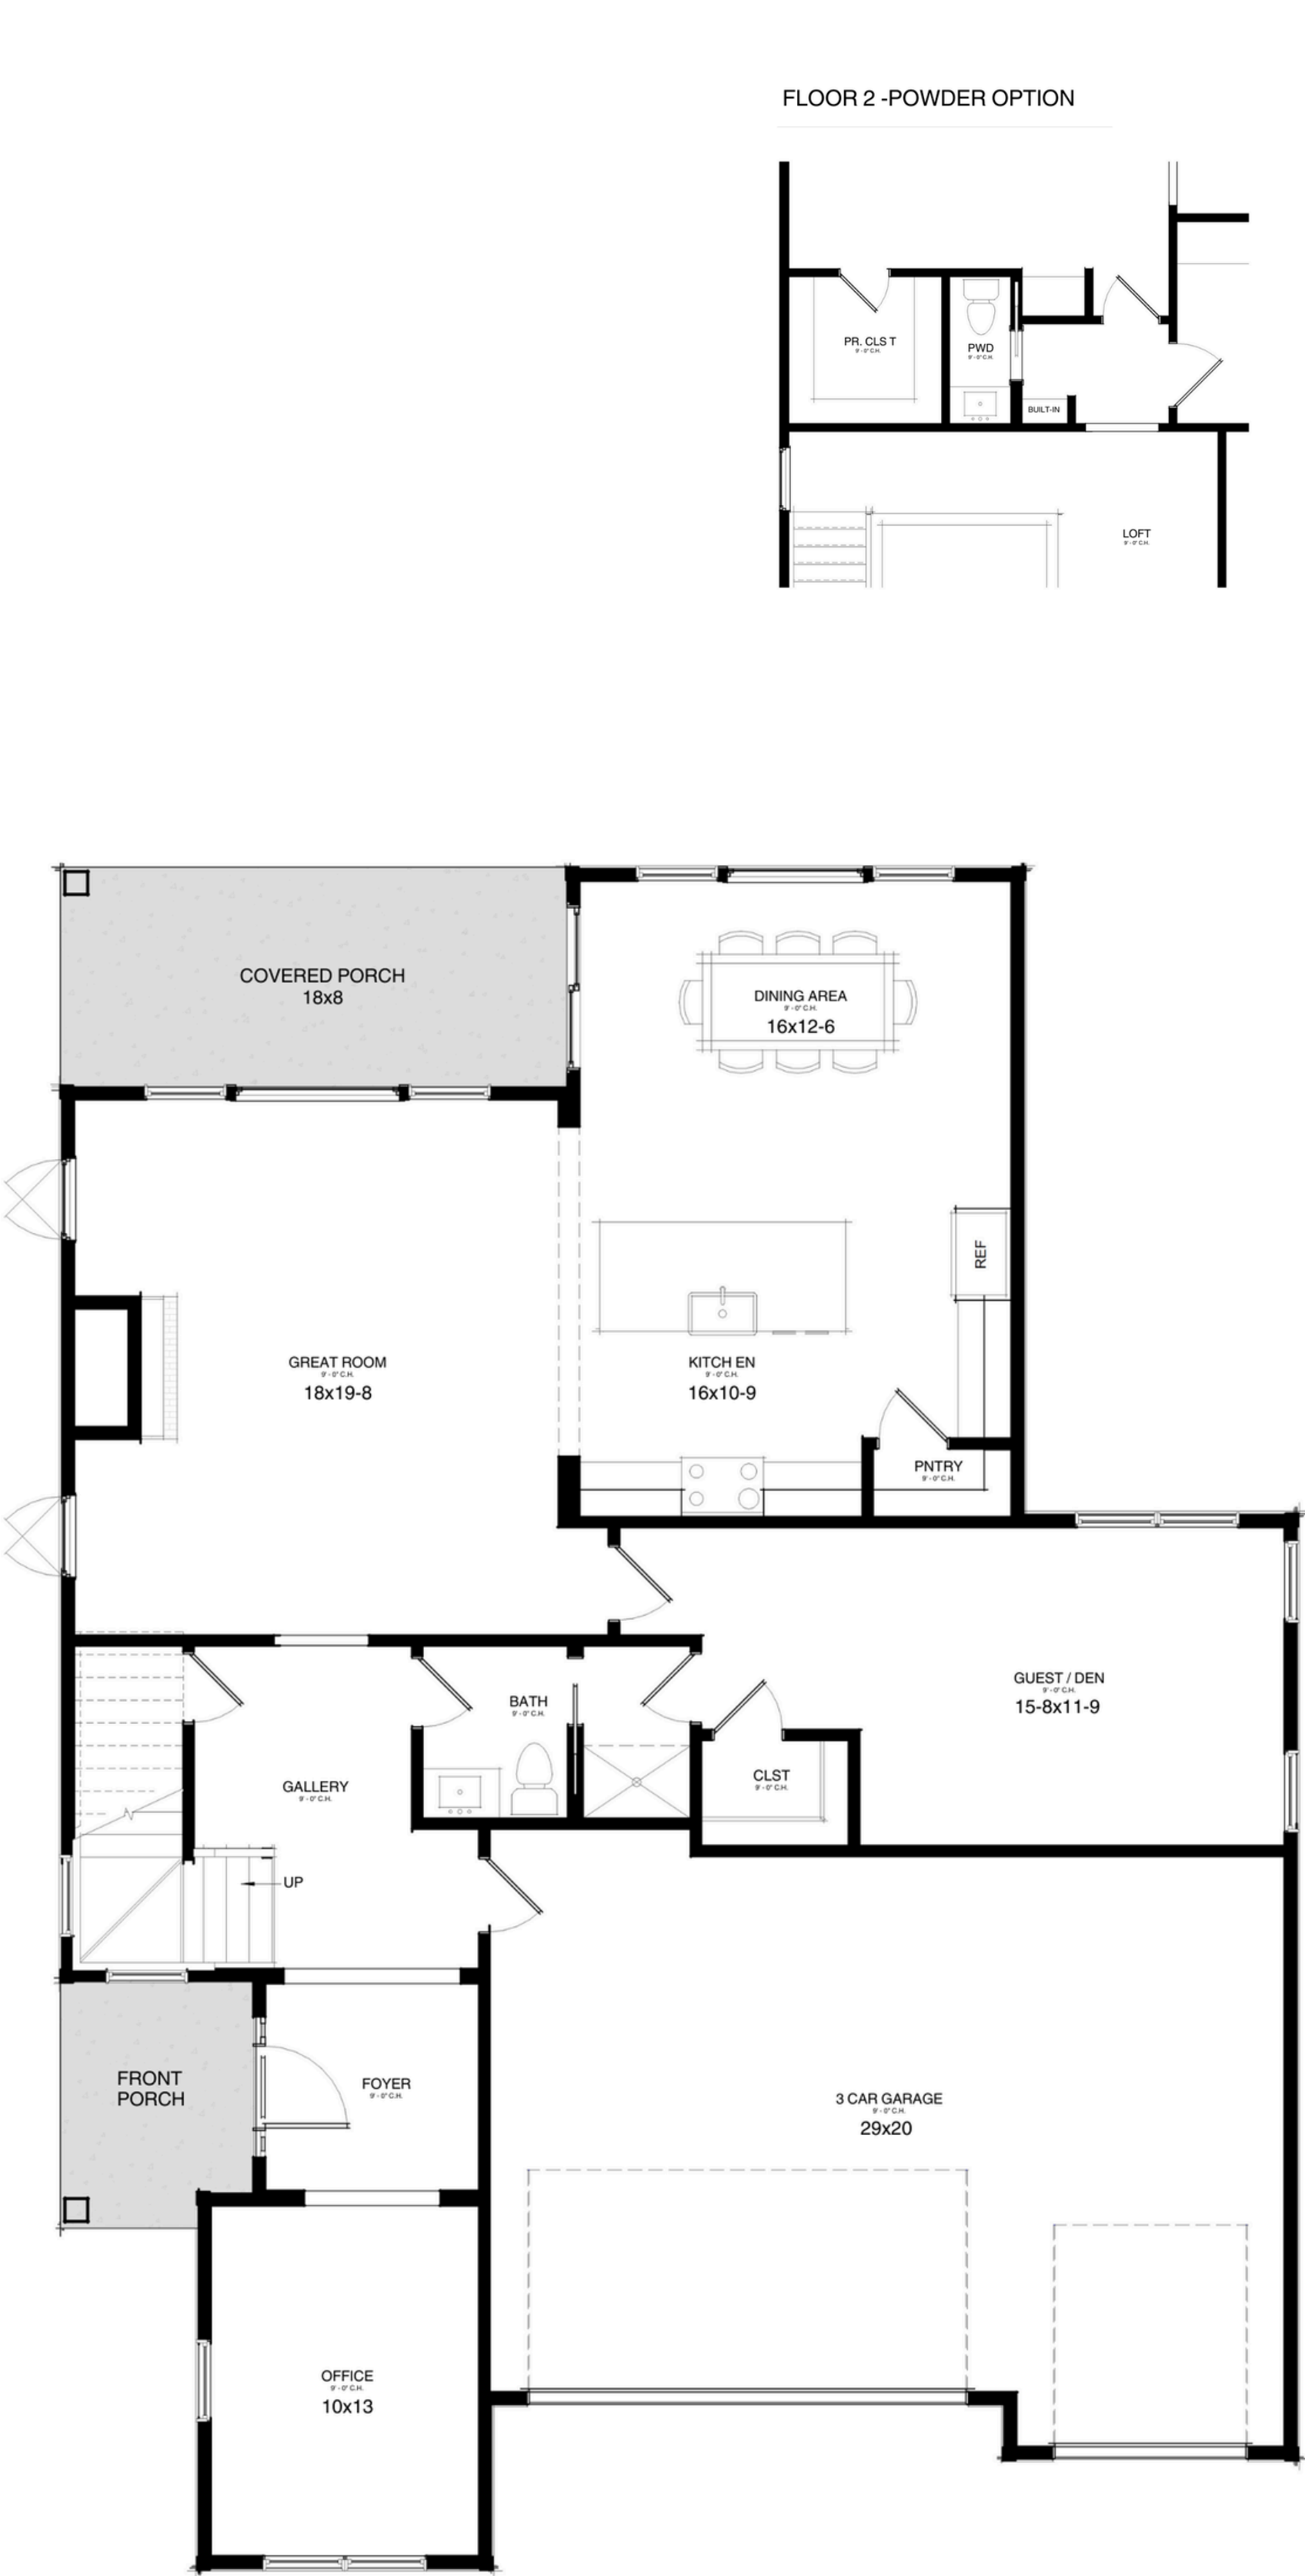 FLOOR 2 -POWDER OPTION
PR. CLS T
9'-0" C.H.
PWD
9'-0" C.H.
BUILT-IN
LOFT
9'-0" C.H.
COVERED PORCH
18x8
DINING AREA
9'-0" C.H.
16x12-6
REF
GREAT ROOM
9'-0" C.H.
18x19-8
KITCH EN
9'-0" C.H.
16x10-9
PNTRY
9'-0" C.H.
GUEST / DEN
9'-0" C.H.
15-8x11-9
BATH
9'-0" C.H.
CLST
9'-0" C.H.
GALLERY
9'-0" C.H.
UP
FRONT
PORCH
FOYER
9'-0" C.H.
3 CAR GARAGE
9'-0" C.H.
29x20
OFFICE
9'-0" C.H.
10x13